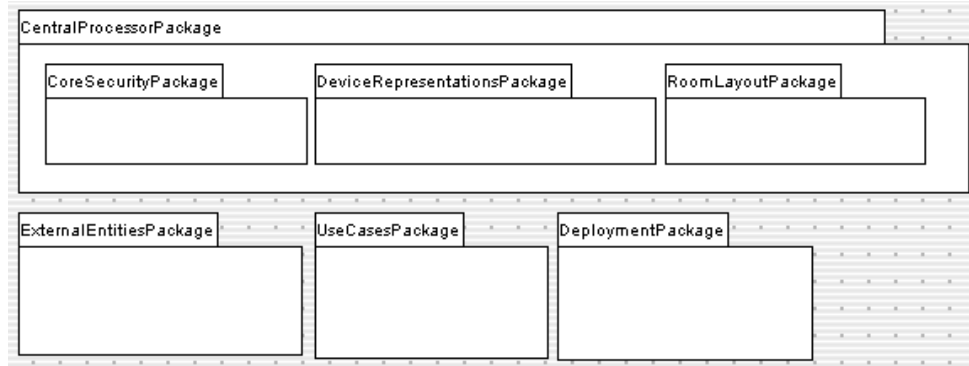 CentralProcessorPackage
CoreSecurityPackage
DeviceRepresentationsPackage
RoomLayoutPackage
ExternalEntitiesPackage
UseCasesPackage
DeploymentPackage